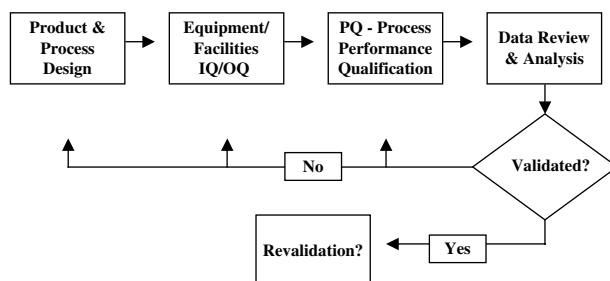 Product &
Process
Design
Equipment/
Facilities
IQ/OQ
PQ - Process
Performance
Qualification
Data Review
& Analysis
Validated?
No
Yes
Revalidation?